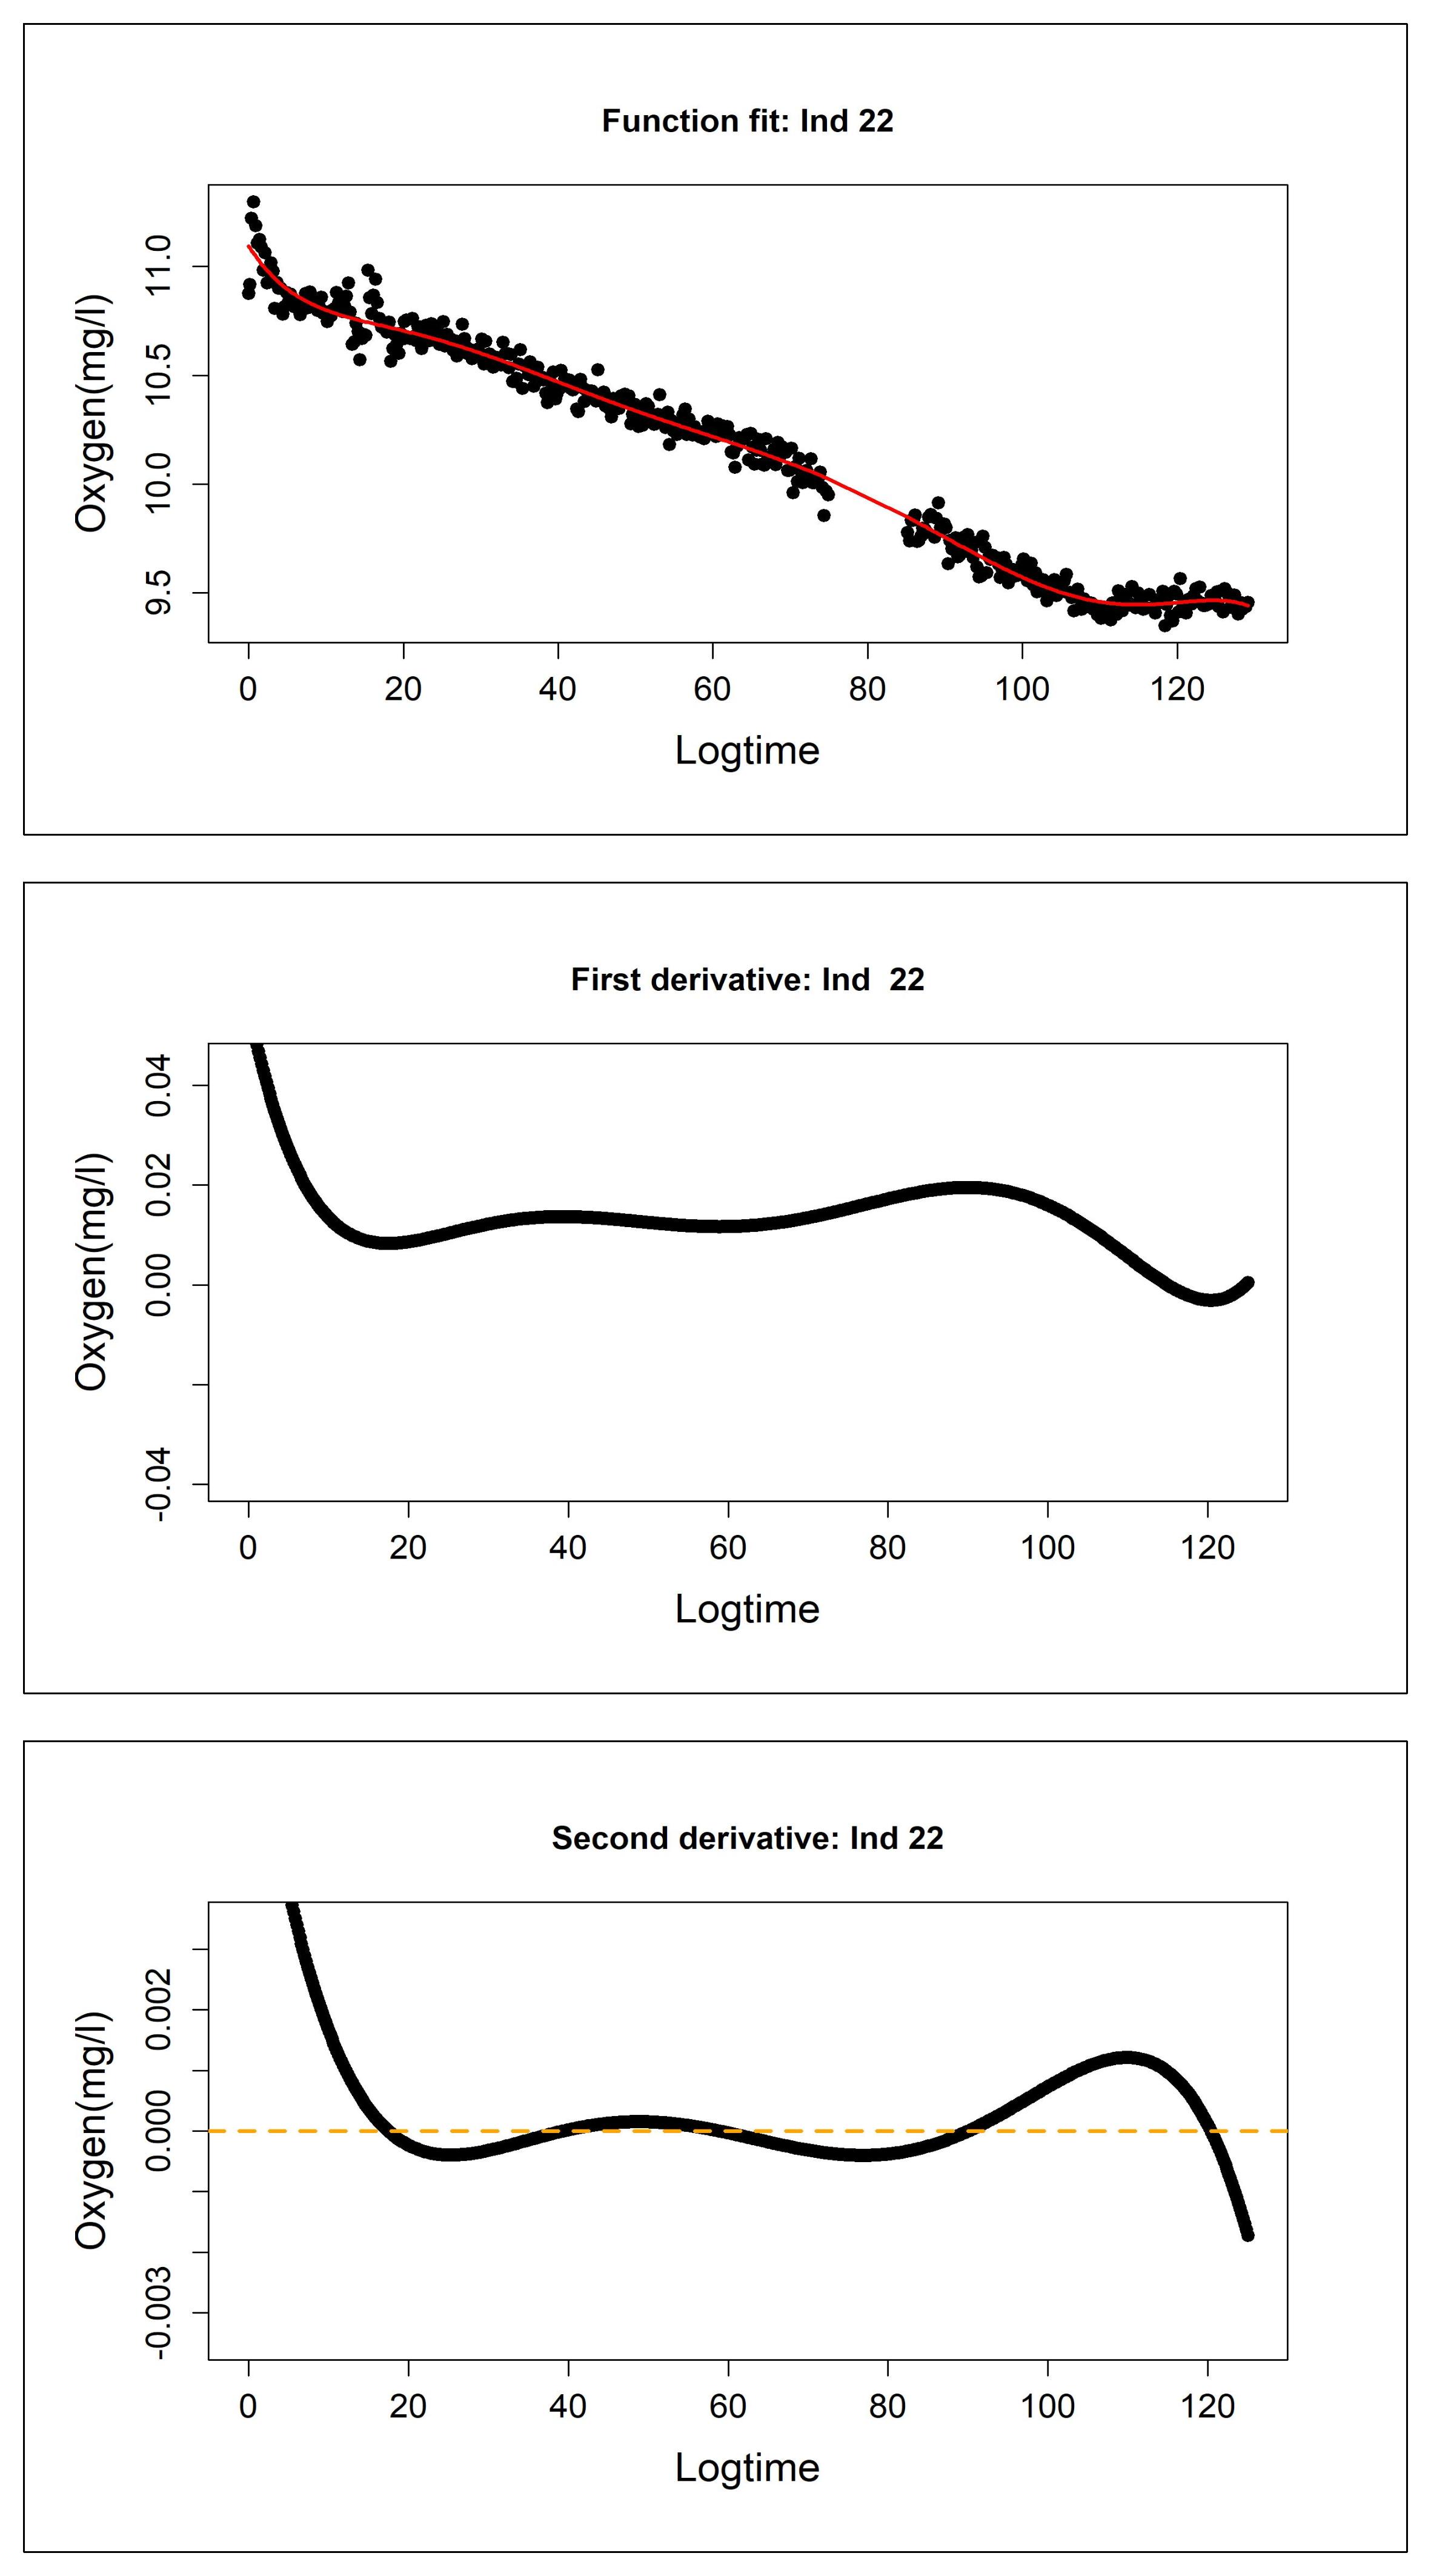 Function fit: Ind 22
Oxygen(mg/l)
11.0
10.5
10.0
9.5
0 20 40 60 80 100 120
Logtime
First derivative: Ind  22
Oxygen(mg/l)
0.04
0.02
0.00
-0.04
0 20 40 60 80 100 120
Logtime
Second derivative: Ind 22
Oxygen(mg/l)
0.002
0.000
-0.003
0 20 40 60 80 100 120
Logtime